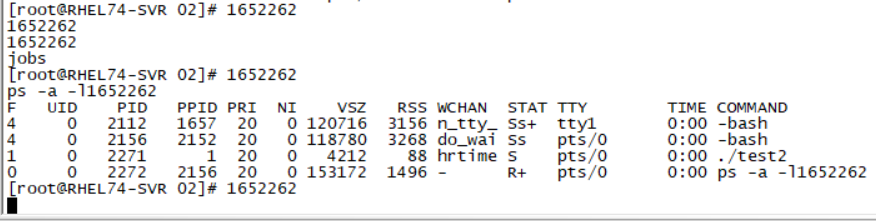 [root@RHEL74-SVR 02]# 1652262
1652262
1652262
jobs
[root@RHEL74-SVR 02]# 1652262
ps -a -l1652262
F   UID   PID  PPID PRI  NI    VSZ   RSS WCHAN  STAT TTY        TIME COMMAND
4     0  2112  1657  20   0 120716  3156 n_tty_ Ss+  tty1       0:00 -bash
4     0  2156  2152  20   0 118780  3268 do_wai Ss   pts/0      0:00 -bash
1     0  2271     1  20   0   4212    88 hrtime S    pts/0      0:00 ./test2
0     0  2272  2156  20   0 153172  1496 -      R+   pts/0      0:00 ps -a -l1652262
[root@RHEL74-SVR 02]# 1652262